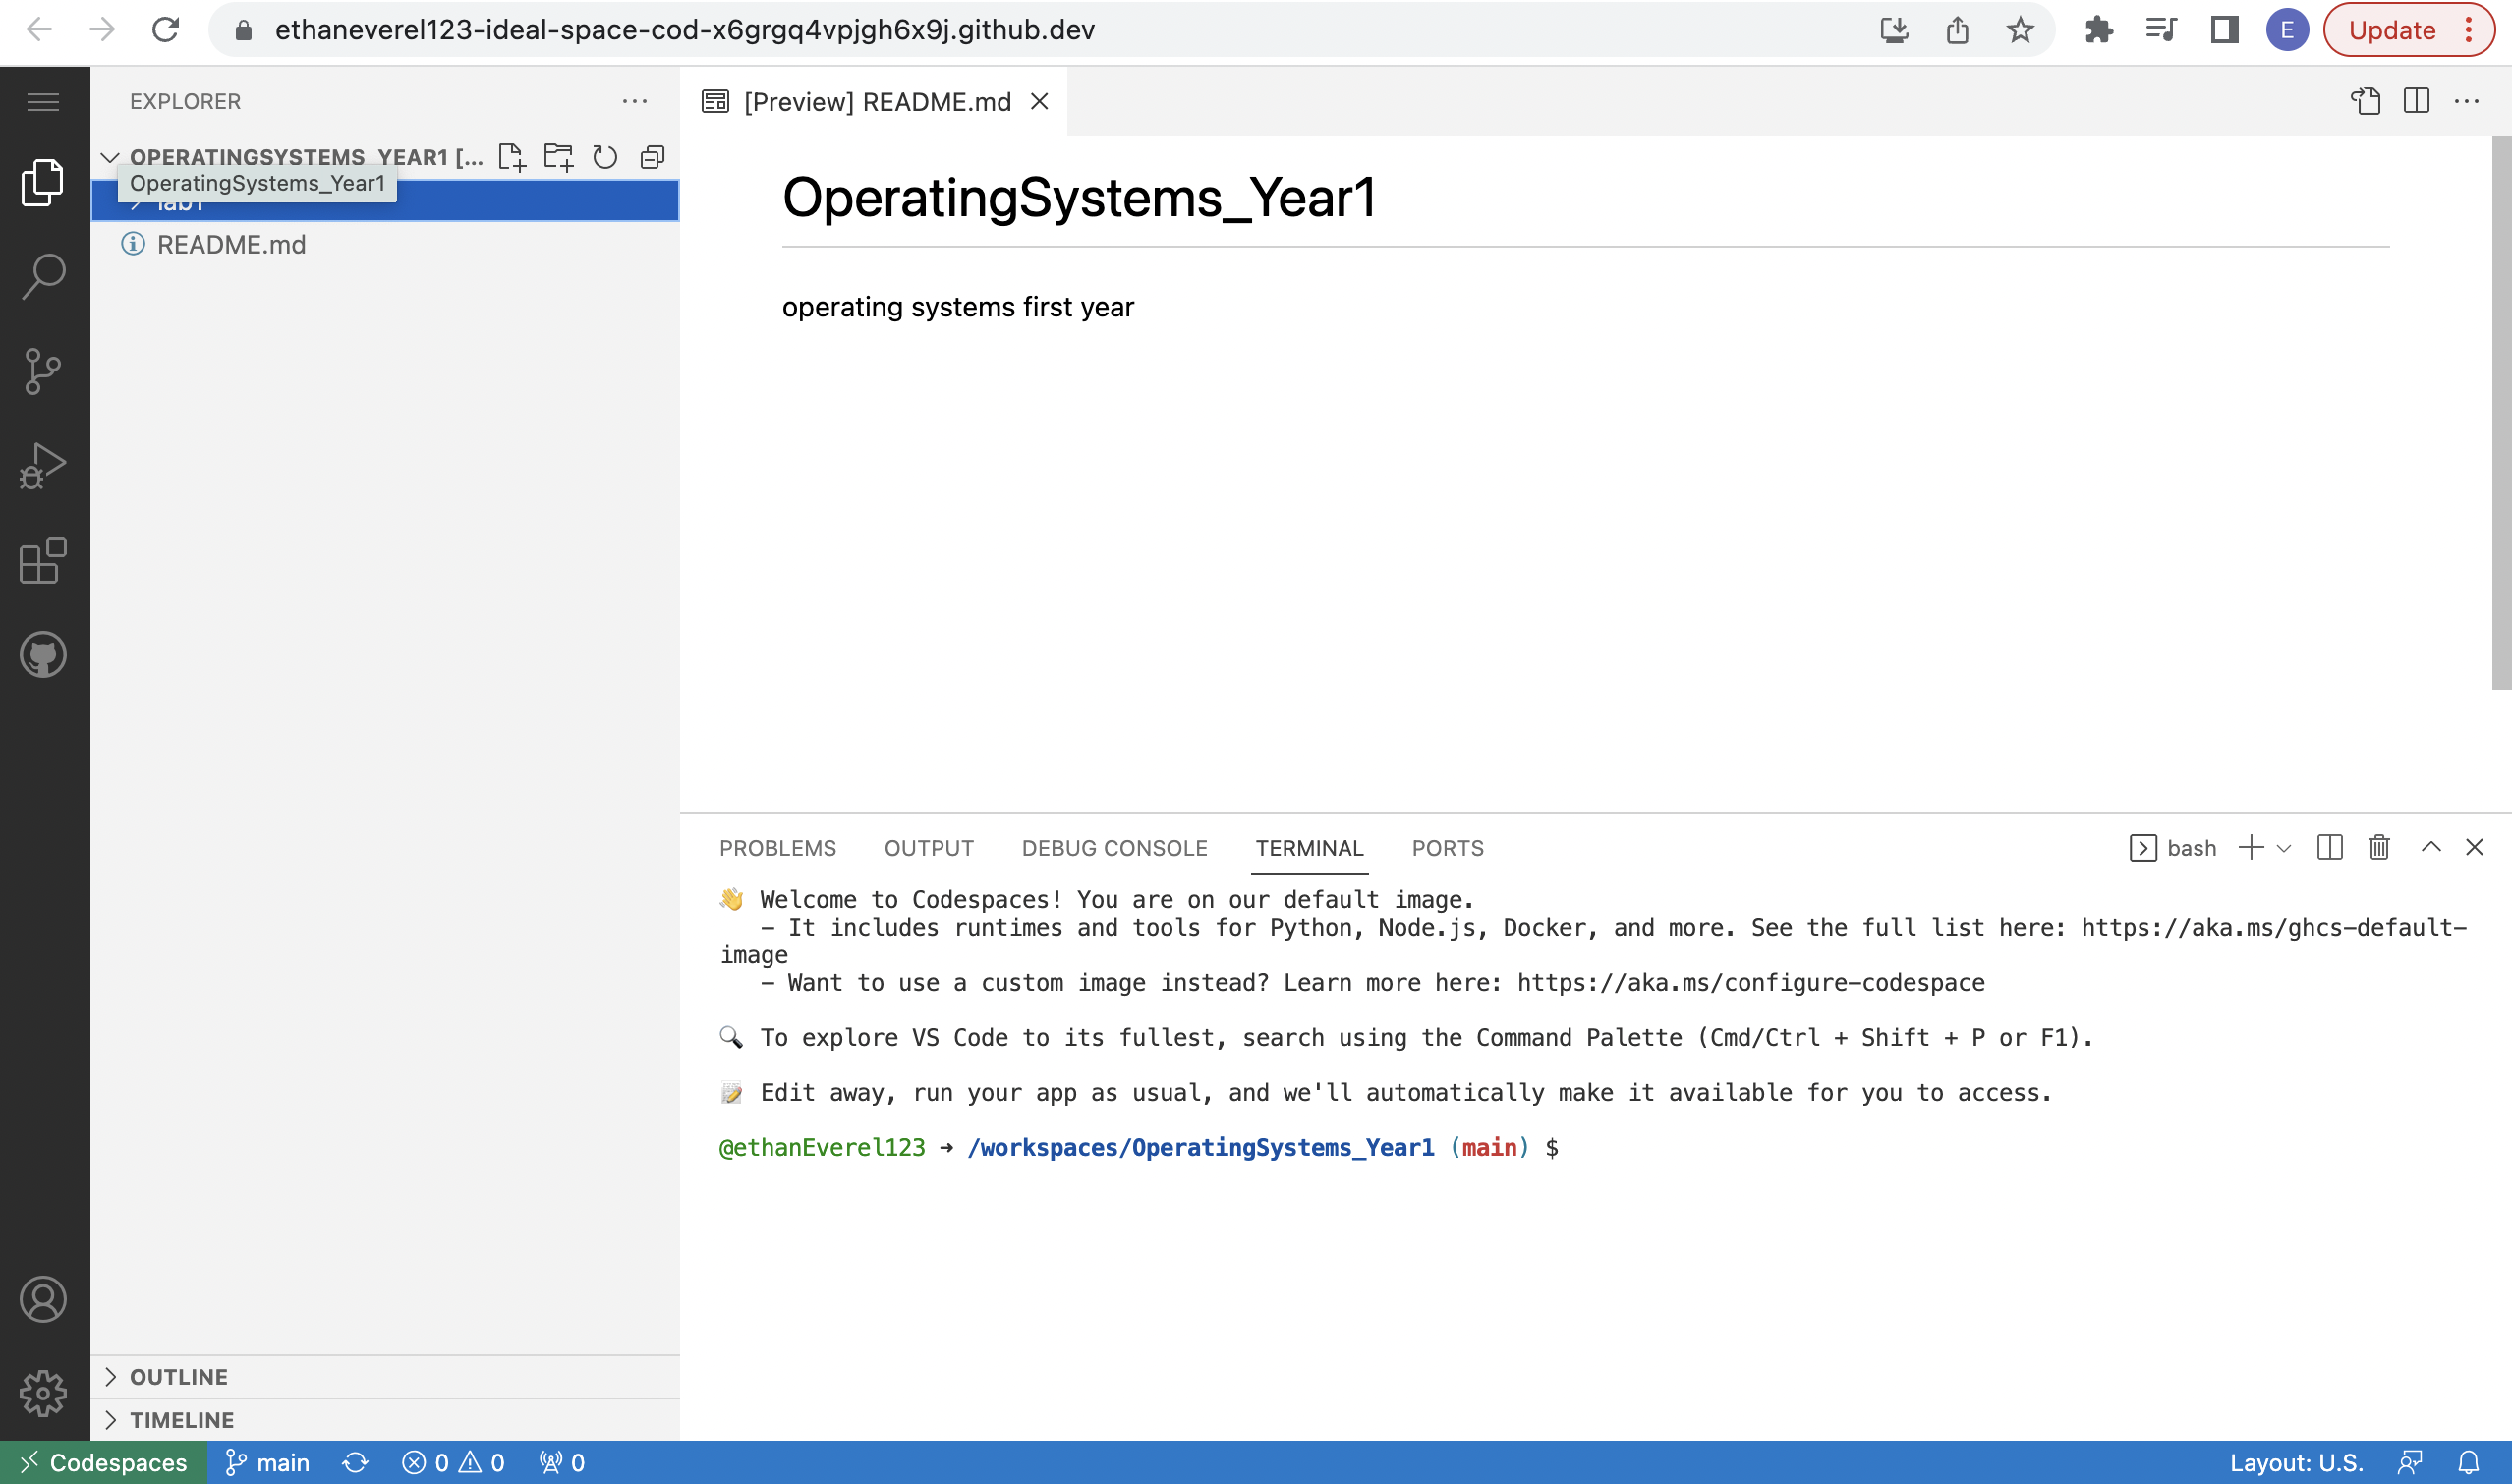 ethaneverel123-ideal-space-cod-x6grgq4vpjgh6x9j.github.dev
E
Update
EXPLORER
OPERATINGSYSTEMS_YEAR1 [...
OperatingSystems_Year1
lab1
README.md
[Preview] README.md
OperatingSystems_Year1
operating systems first year
PROBLEMS OUTPUT DEBUG CONSOLE TERMINAL PORTS
bash
👋 Welcome to Codespaces! You are on our default image.
- It includes runtimes and tools for Python, Node.js, Docker, and more. See the full list here: https://aka.ms/ghcs-default-
image
- Want to use a custom image instead? Learn more here: https://aka.ms/configure-codespace
🔍 To explore VS Code to its fullest, search using the Command Palette (Cmd/Ctrl + Shift + P or F1).
📝 Edit away, run your app as usual, and we'll automatically make it available for you to access.
@ethanEverel123 ➜ /workspaces/OperatingSystems_Year1 (main) $
OUTLINE
TIMELINE
Codespaces main 0 0 0 Layout: U.S.